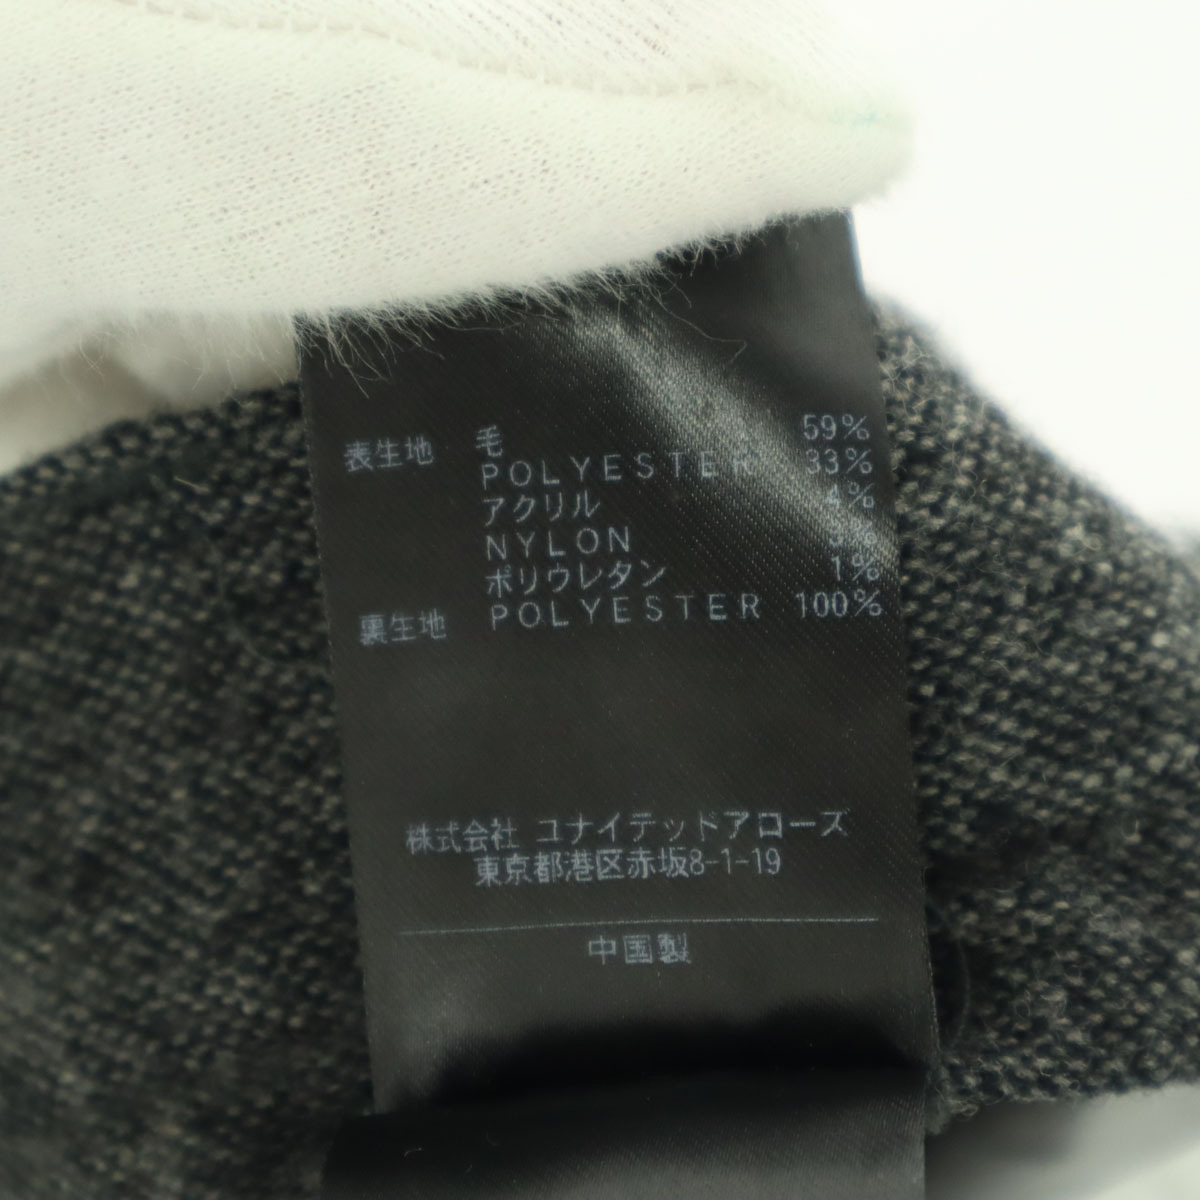 表生地 毛 59%
POLYESTER 33%
アクリル 4%
NYLON 3%
ポリウレタン 1%
裏生地 POLYESTER 100%
株式会社 ユナイテッドアローズ
東京都港区赤坂8-1-19
中国製